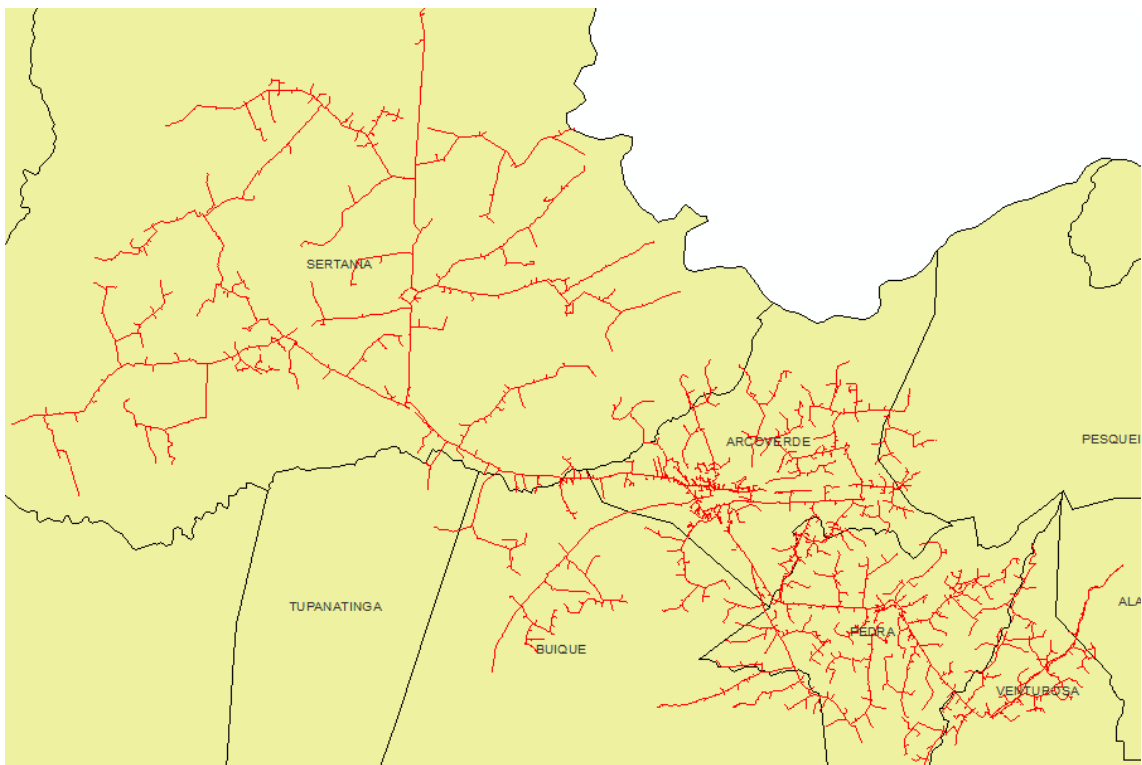 SERTANIA
ARCOVERDE
PESQUEI
TUPANATINGA
ALA
PEDRA
BUIQUE
VENTUROSA